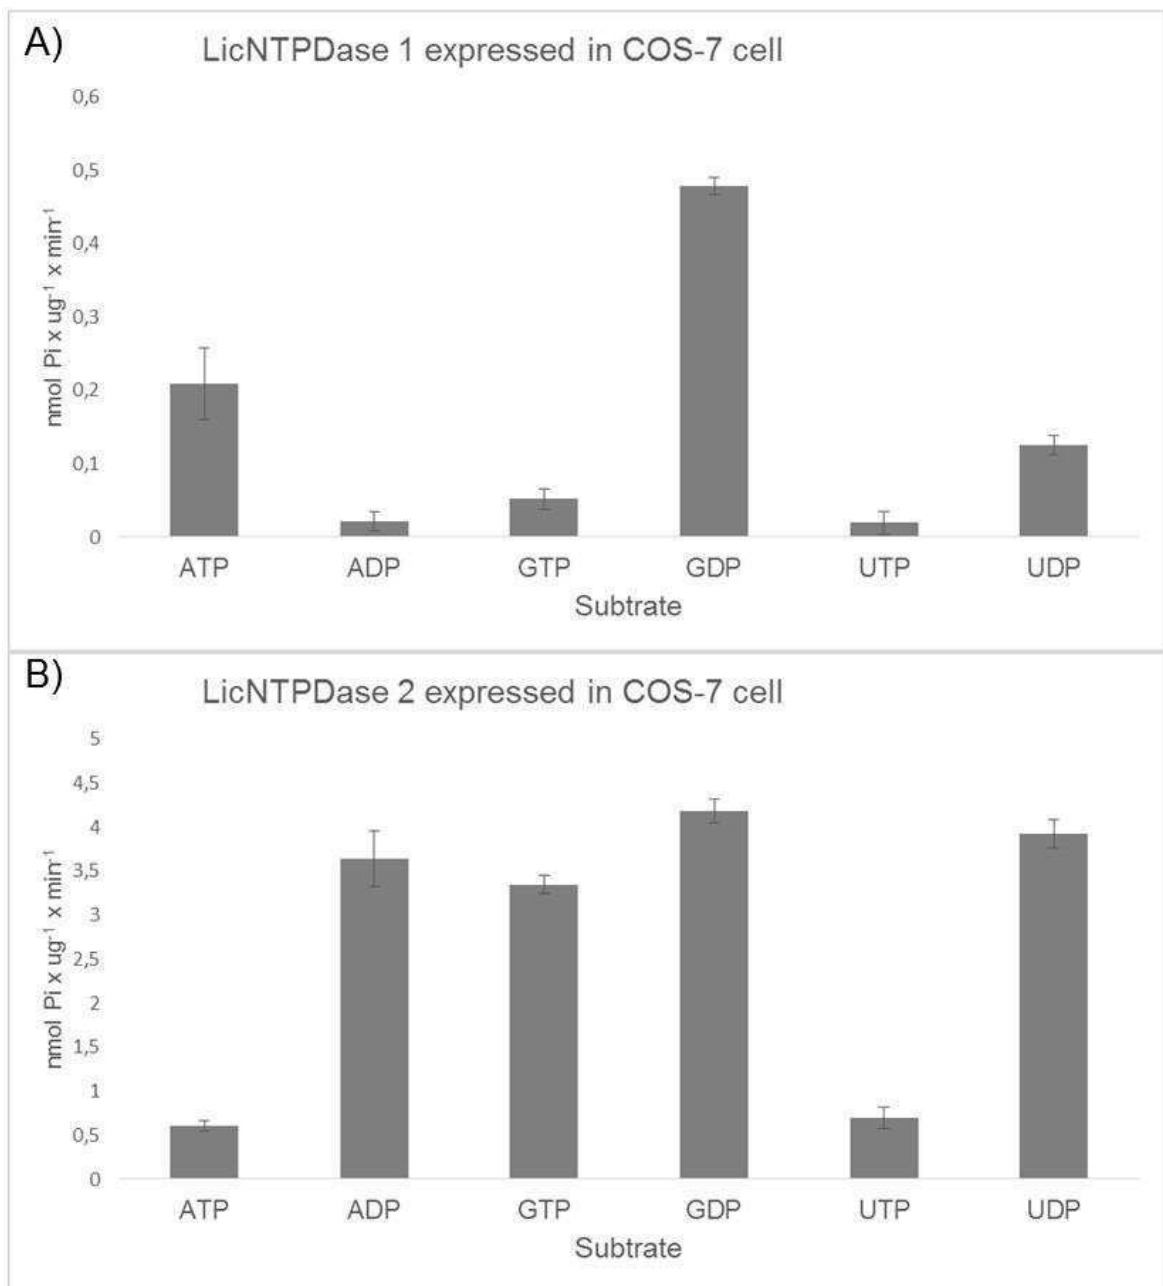 A)
LicNTPDase 1 expressed in COS-7 cell
0,6
0,5
0,4
0,3
0,2
0,1
0
nmol Pi x ug⁻¹ x min⁻¹
ATP ADP GTP GDP UTP UDP
Subtrate
B)
LicNTPDase 2 expressed in COS-7 cell
5
4,5
4
3,5
3
2,5
2
1,5
1
0,5
0
nmol Pi x ug⁻¹ x min⁻¹
ATP ADP GTP GDP UTP UDP
Subtrate